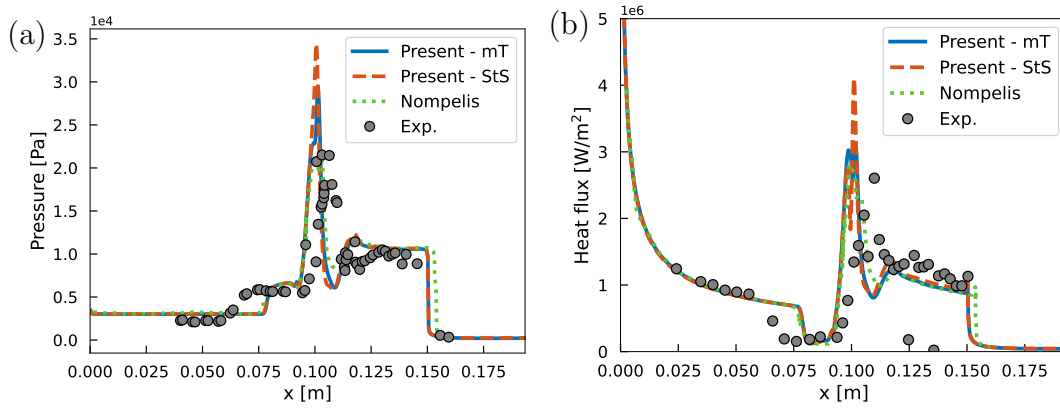 (a)
1e4
3.5
3.0
2.5
2.0
1.5
1.0
0.5
0.0
Pressure [Pa]
Present - mT
Present - StS
Nompelis
Exp.
0.000 0.025 0.050 0.075 0.100 0.125 0.150 0.175
x [m]
(b)
1e6
5
4
3
2
1
0
Heat flux [W/m²]
Present - mT
Present - StS
Nompelis
Exp.
0.000 0.025 0.050 0.075 0.100 0.125 0.150 0.175
x [m]